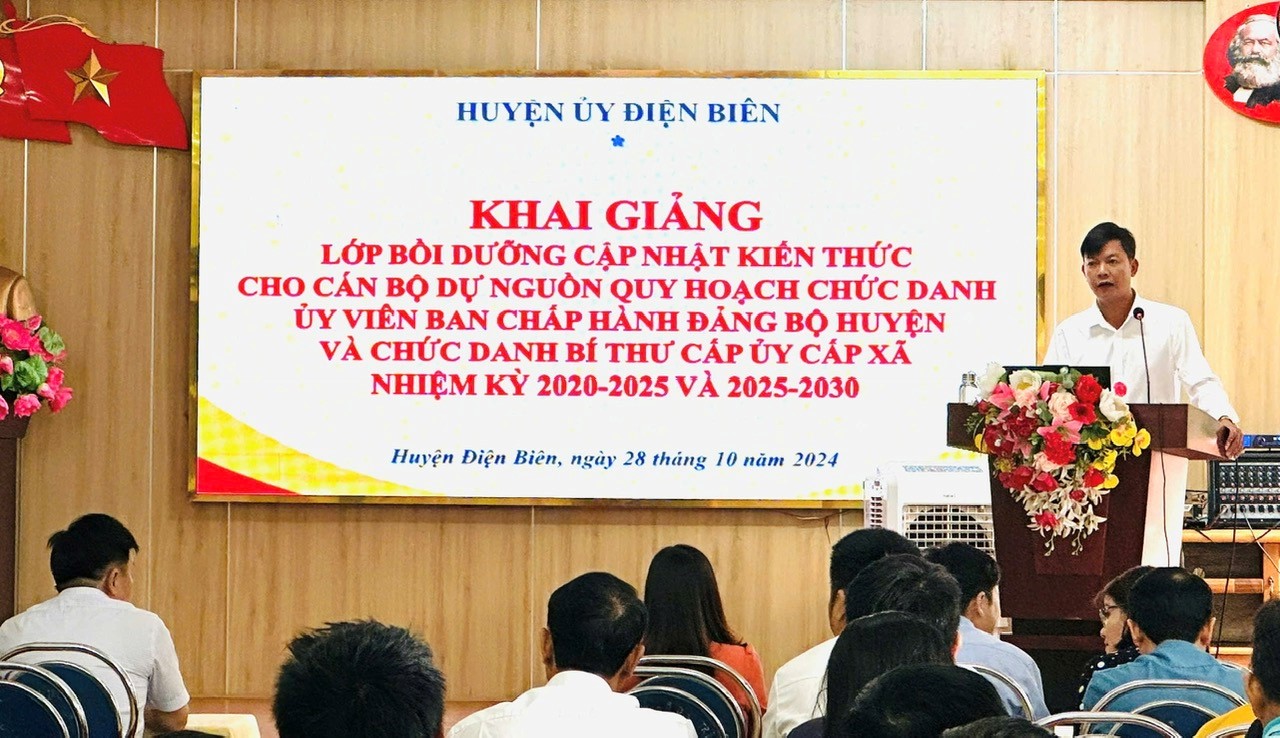 HUYỆN ỦY ĐIỆN BIÊN
KHAI GIẢNG
LỚP BỒI DƯỠNG CẬP NHẬT KIẾN THỨC
CHO CÁN BỘ DỰ NGUỒN QUY HOẠCH CHỨC DANH
ỦY VIÊN BAN CHẤP HÀNH ĐẢNG BỘ HUYỆN
VÀ CHỨC DANH BÍ THƯ CẤP ỦY CẤP XÃ
NHIỆM KỲ 2020-2025 VÀ 2025-2030
Huyện Điện Biên, ngày 28 tháng 10 năm 2024